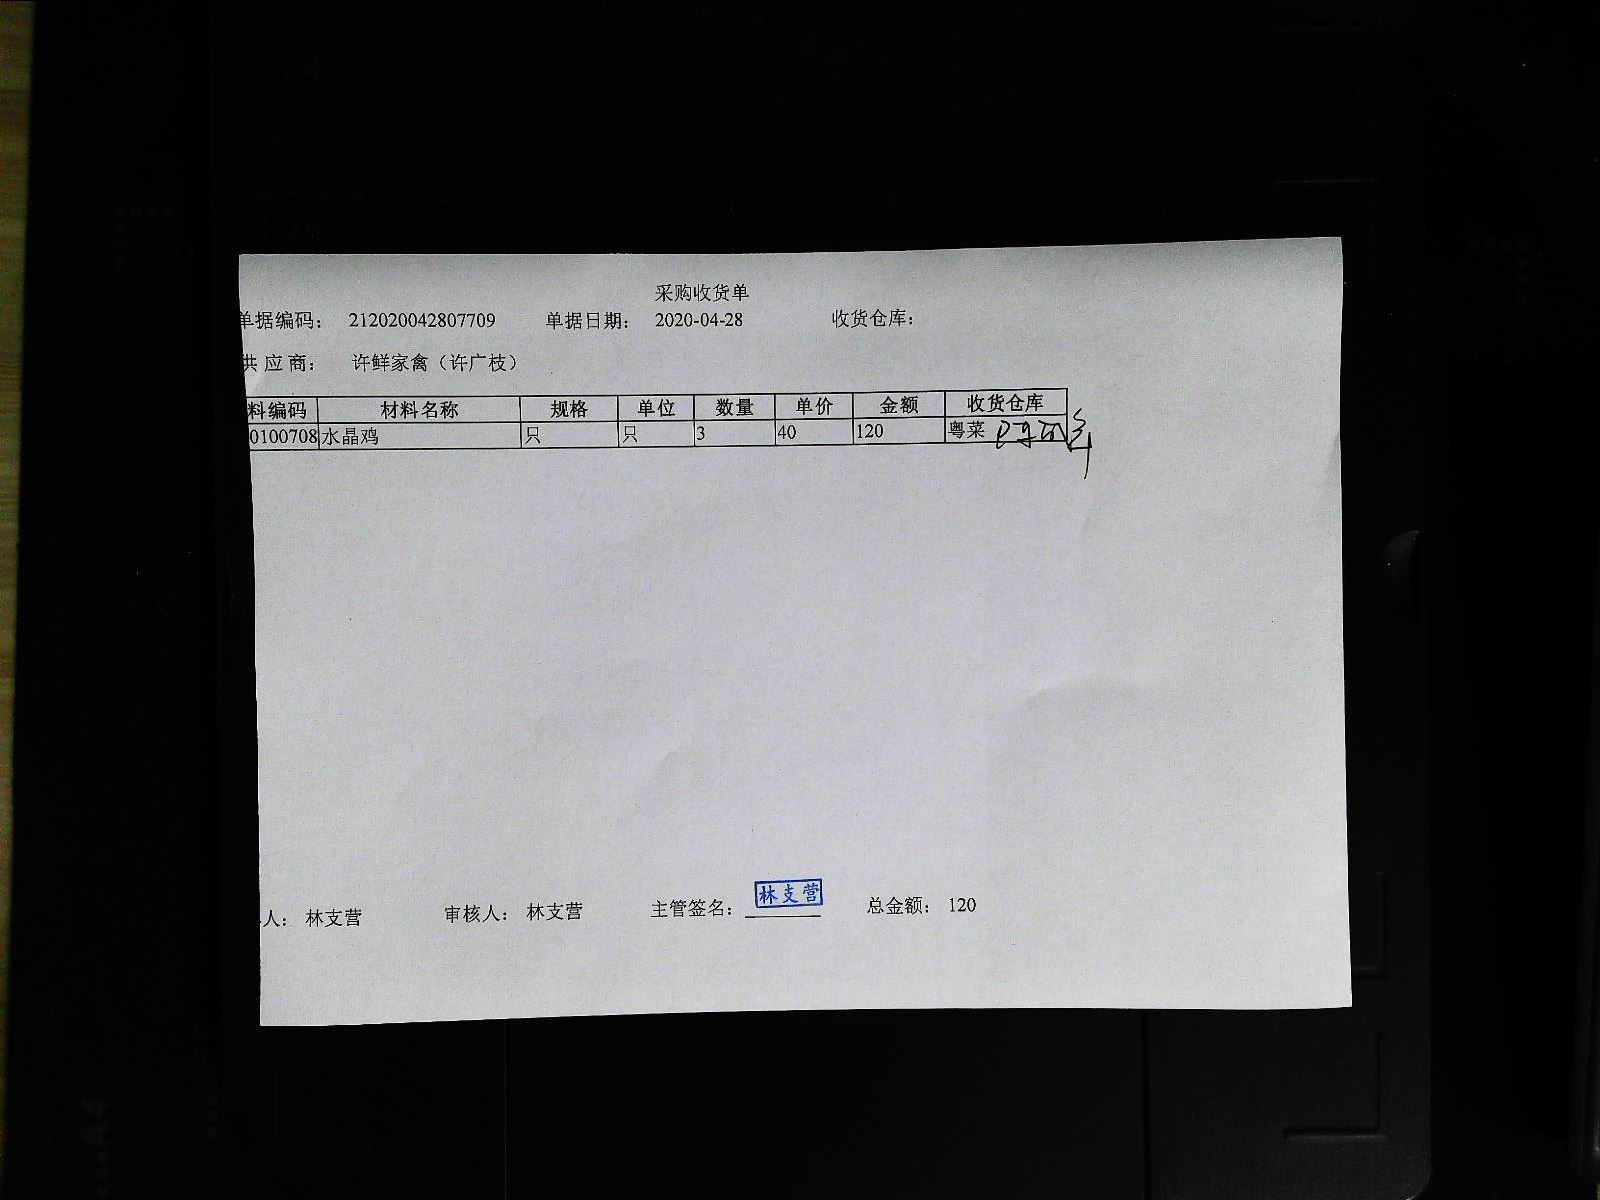 采购收货单
单据编码： 212020042807709 单据日期： 2020-04-28 收货仓库：
供应商： 许鲜家禽（许广枝）
料编码 材料名称 规格 单位 数量 单价 金额 收货仓库
0100708 水晶鸡 只 只 3 40 120 粤菜
人： 林支营 审核人： 林支营 主管签名： 林支营 总金额： 120